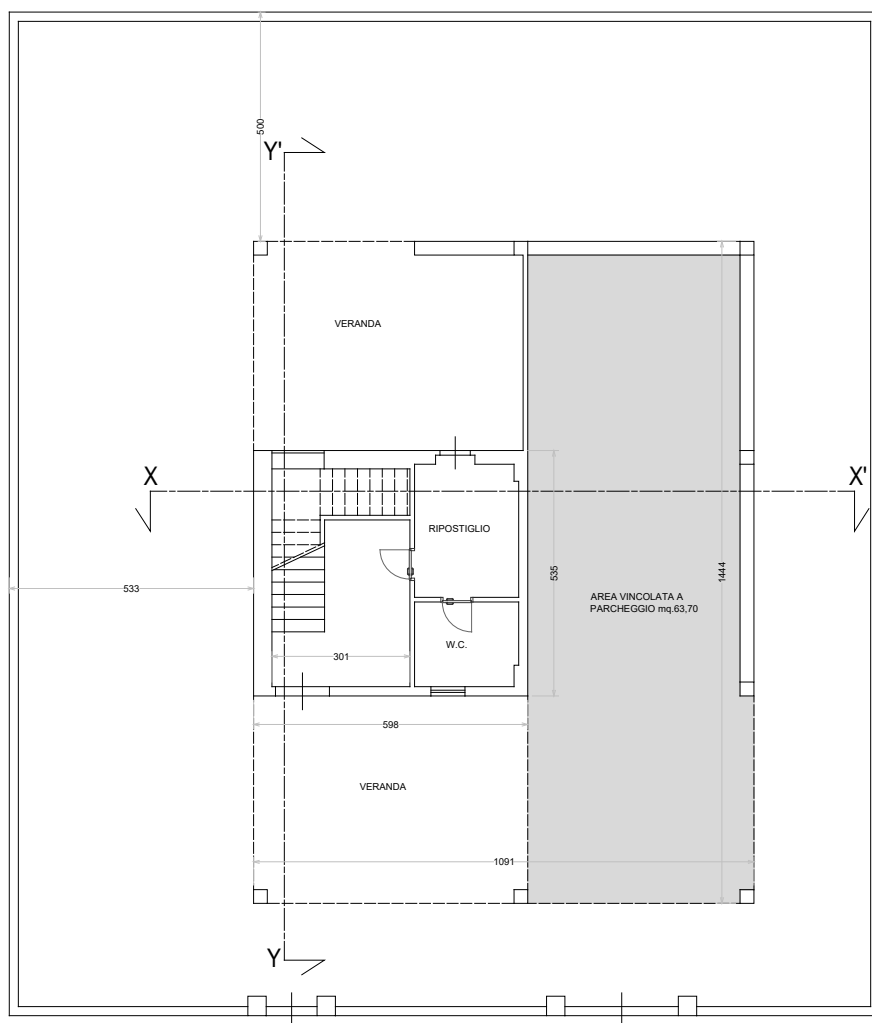 500
Y'
VERANDA
X
X'
RIPOSTIGLIO
535
1444
533
AREA VINCOLATA A
PARCHEGGIO mq.63,70
W.C.
301
598
VERANDA
1091
Y